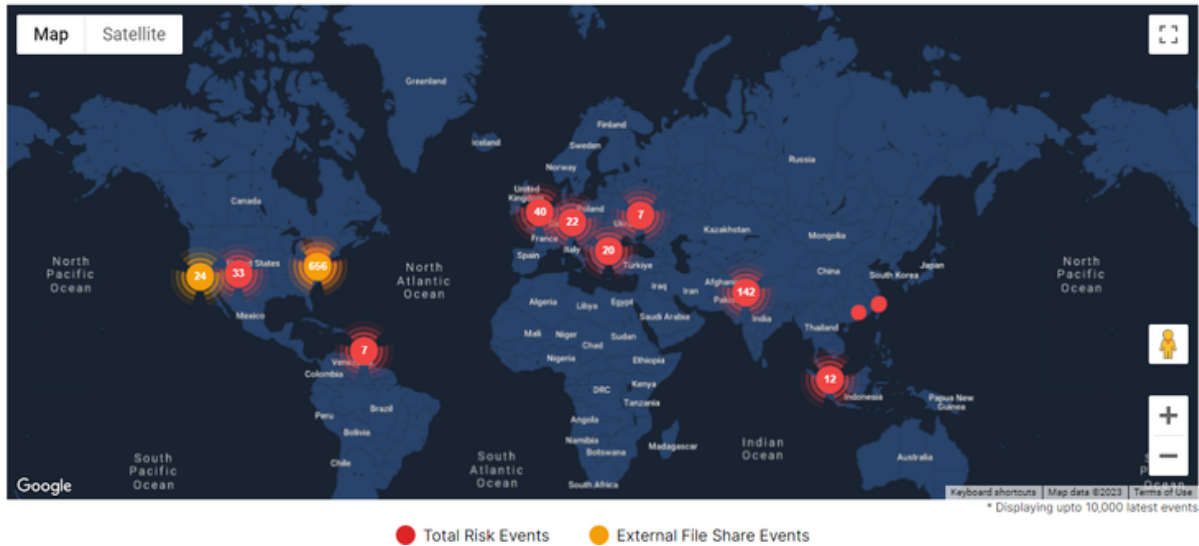 Map Satellite
Greenland
Iceland
Finland
Sweden
Norway
Russia
Canada
United
Kingdom
Poland
France
Kazakhstan
Mongolia
Italy
Spain
Türkiye
North
Pacific
Ocean
24
33
656
North
Atlantic
Ocean
40
22
7
20
China
South Korea
Japan
North
Pacific
Ocean
Iraq
Iran
142
Mexico
Algeria
Libya
Egypt
Saudi Arabia
India
Thailand
Mali
Niger
Chad
Sudan
Nigeria
Ethiopia
7
Colombia
DRC
Kenya
Tanzania
12
Indonesia
Papua New
Guinea
Peru
Brazil
Bolivia
Angola
Namibia
Botswana
Madagascar
Indian
Ocean
Australia
Chile
South
Pacific
Ocean
South
Atlantic
Ocean
South Africa
Google
Keyboard shortcuts Map data ©2023 Terms of Use
* Displaying upto 10,000 latest events
Total Risk Events External File Share Events